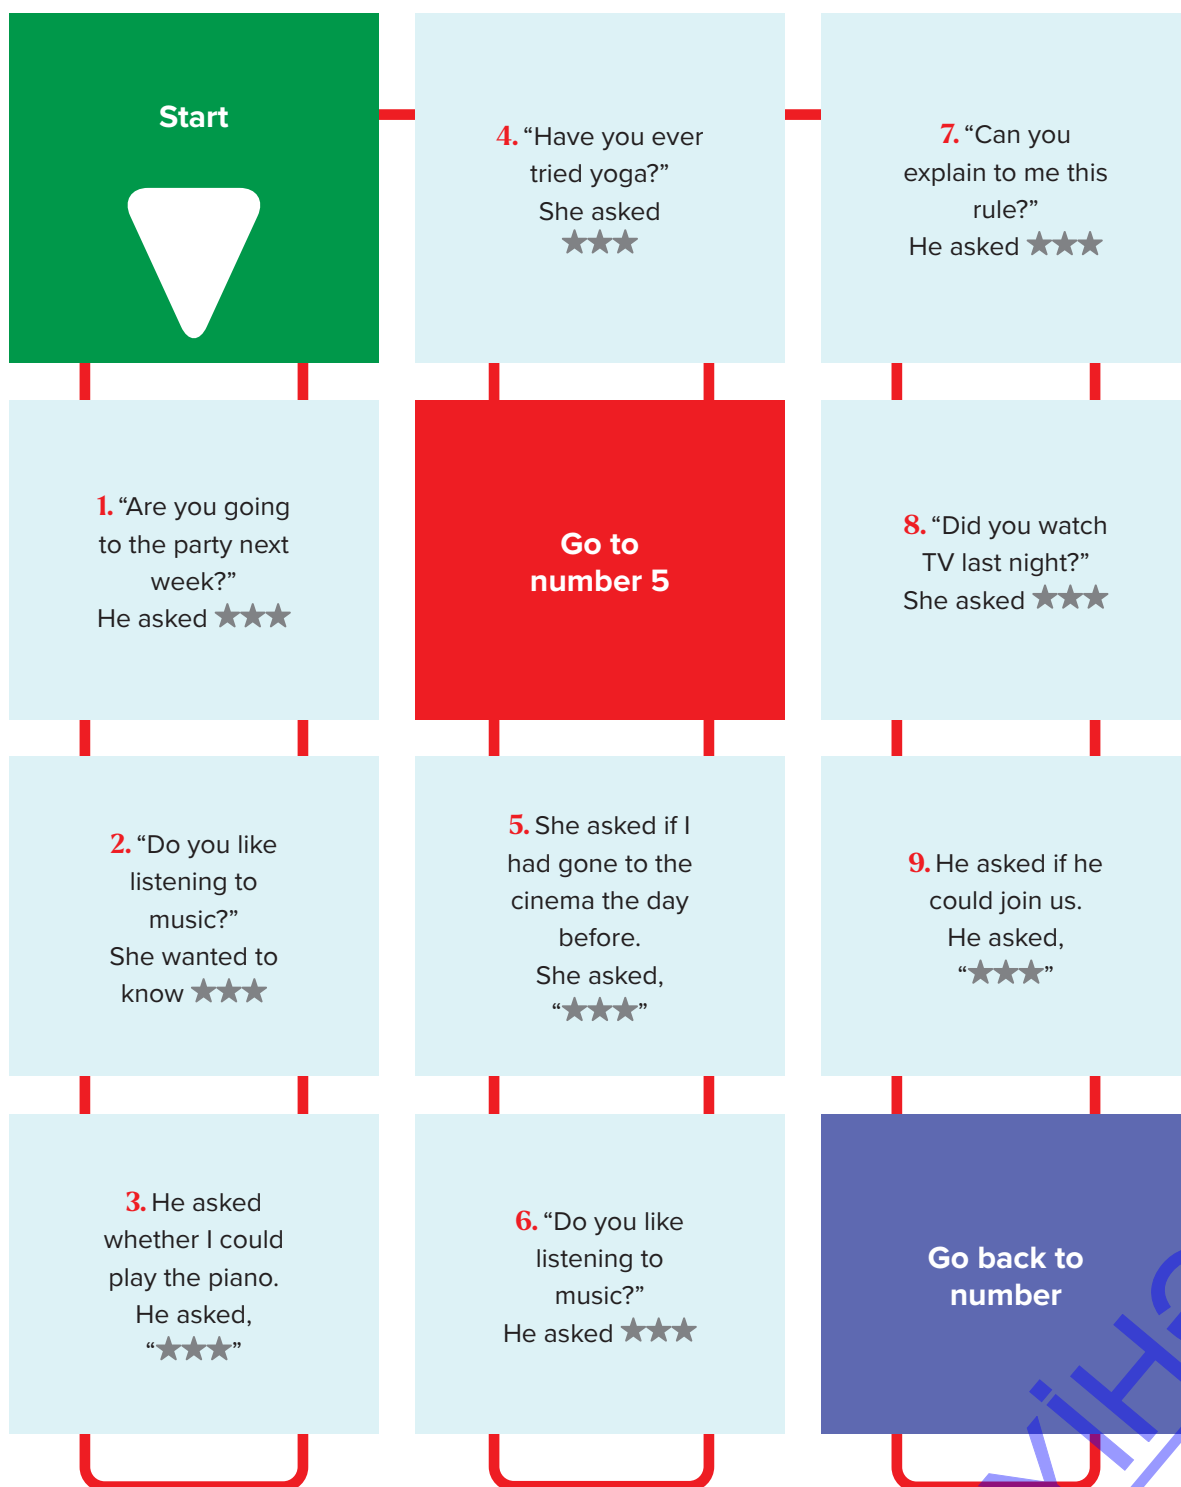 Start
1. “Are you going
to the party next
week?”
He asked ★★★
2. “Do you like
listening to
music?”
She wanted to
know ★★★
3. He asked
whether I could
play the piano.
He asked,
“★★★”
4. “Have you ever
tried yoga?”
She asked
★★★
Go to
number 5
5. She asked if I
had gone to the
cinema the day
before.
She asked,
“★★★”
6. “Do you like
listening to
music?”
He asked ★★★
7. “Can you
explain to me this
rule?”
He asked ★★★
8. “Did you watch
TV last night?”
She asked ★★★
9. He asked if he
could join us.
He asked,
“★★★”
Go back to
number